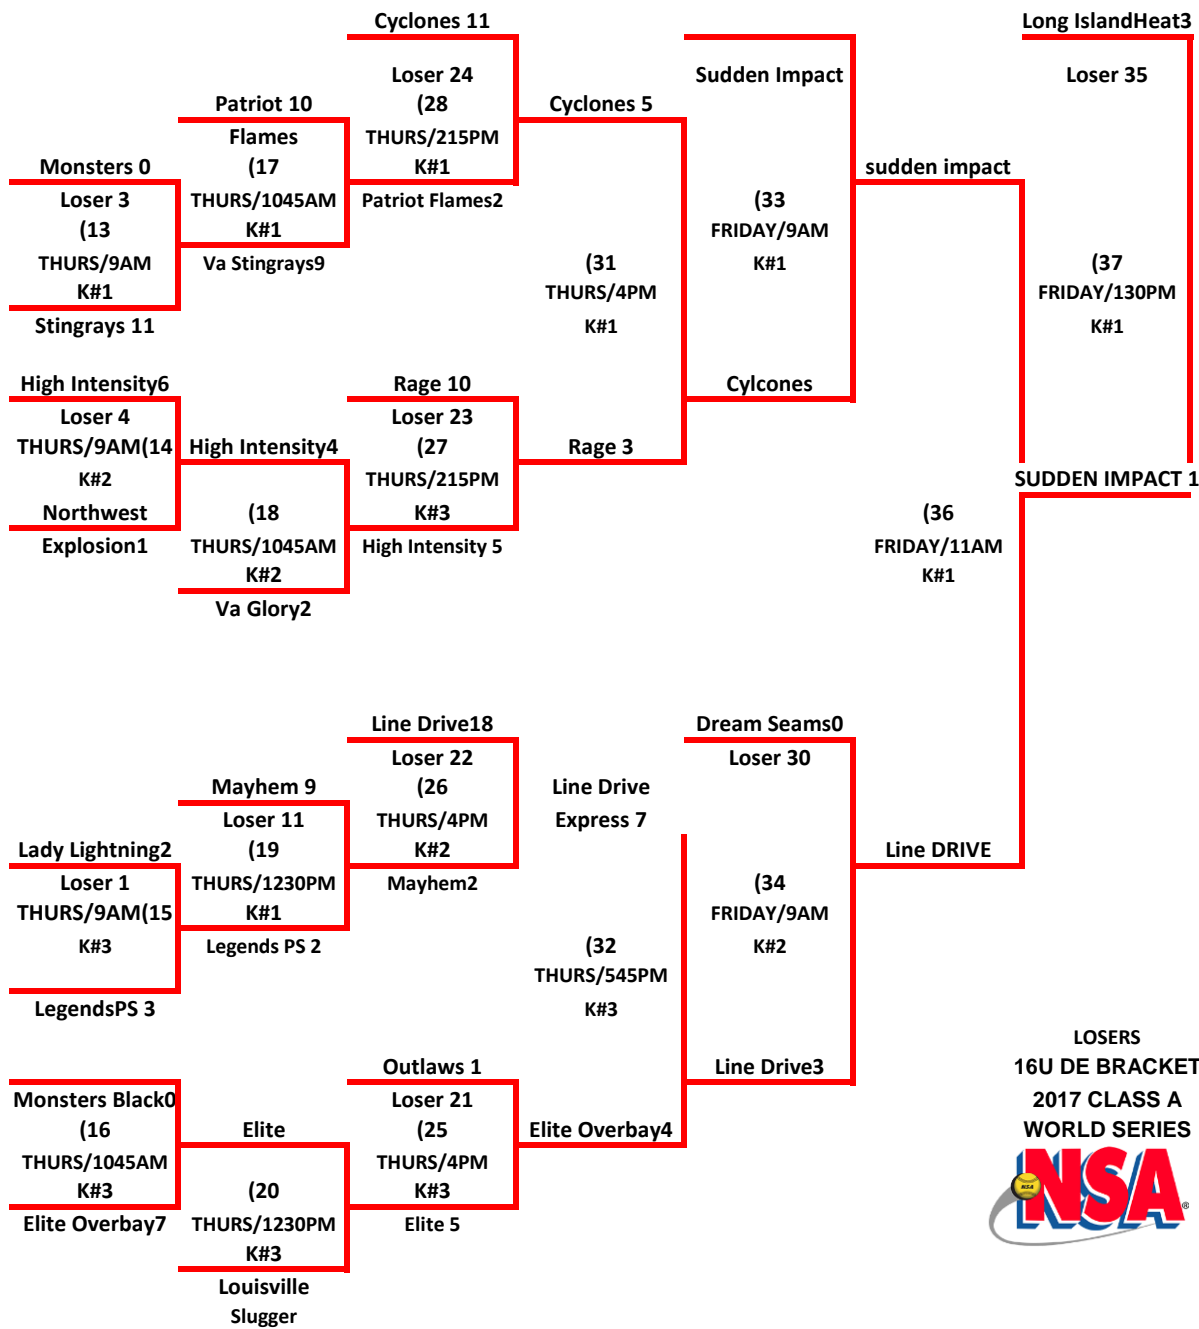 Cyclones 11
Long IslandHeat3
Loser 24
Sudden Impact
Loser 35
Patriot 10
(28
Cyclones 5
Flames
THURS/215PM
Monsters 0
(17
K#1
sudden impact
Loser 3
THURS/1045AM
Patriot Flames2
(33
(13
K#1
FRIDAY/9AM
THURS/9AM
Va Stingrays9
(31
K#1
(37
K#1
THURS/4PM
FRIDAY/130PM
Stingrays 11
K#1
K#1
High Intensity6
Rage 10
Cylcones
Loser 4
Loser 23
THURS/9AM(14
High Intensity4
(27
Rage 3
K#2
THURS/215PM
SUDDEN IMPACT 1
Northwest
(18
K#3
(36
Explosion1
THURS/1045AM
High Intensity 5
FRIDAY/11AM
K#2
K#1
Va Glory2
Line Drive18
Dream Seams0
Loser 22
Loser 30
Mayhem 9
(26
Line Drive
Loser 11
THURS/4PM
Express 7
Lady Lightning2
(19
K#2
Line DRIVE
Loser 1
THURS/1230PM
Mayhem2
(34
THURS/9AM(15
K#1
FRIDAY/9AM
K#3
Legends PS 2
(32
K#2
THURS/545PM
LegendsPS 3
K#3
LOSERS
Outlaws 1
Line Drive3
16U DE BRACKET
Monsters Black0
Loser 21
2017 CLASS A
(16
Elite
(25
Elite Overbay4
WORLD SERIES
THURS/1045AM
THURS/4PM
K#3
(20
K#3
NSA
NSA
®
Elite Overbay7
THURS/1230PM
Elite 5
K#3
Louisville
Slugger